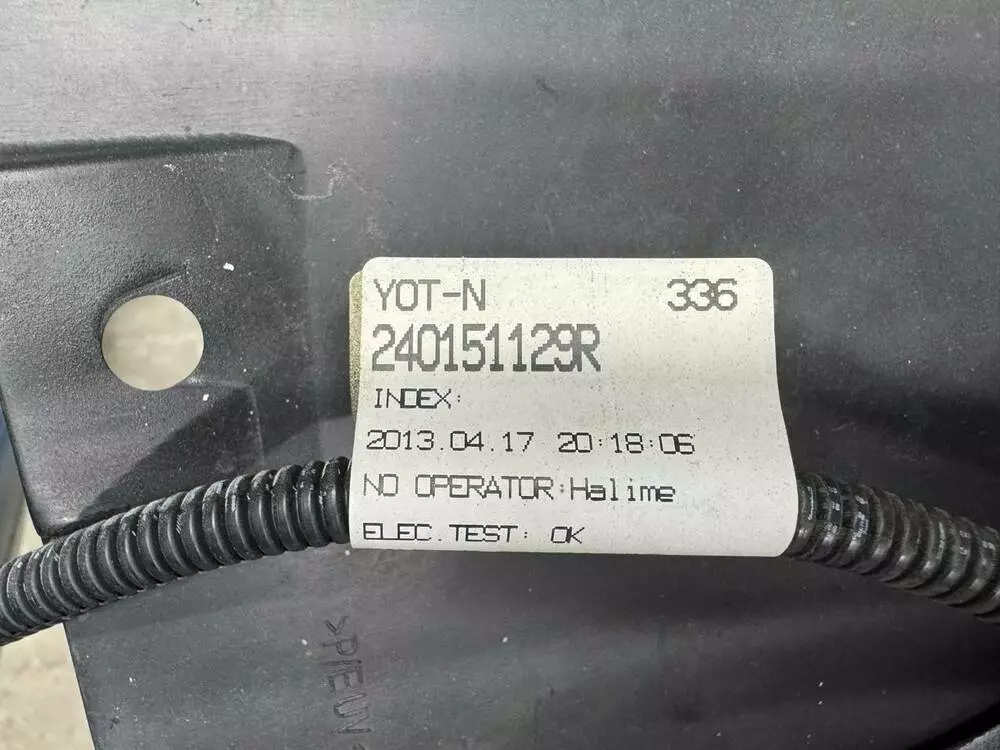 YOT-N 336
240151129R
INDEX:
2013.04.17 20:18:06
NO OPERATOR:Halime
ELEC.TEST: OK